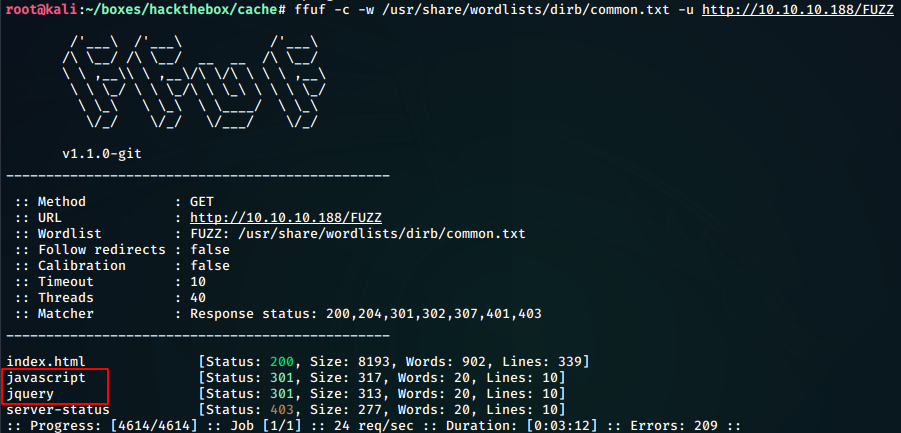 root@kali:~/boxes/hackthebox/cache# ffuf -c -w /usr/share/wordlists/dirb/common.txt -u http://10.10.10.188/FUZZ
v1.1.0-git
________________________________________________
:: Method : GET
:: URL : http://10.10.10.188/FUZZ
:: Wordlist : FUZZ: /usr/share/wordlists/dirb/common.txt
:: Follow redirects : false
:: Calibration : false
:: Timeout : 10
:: Threads : 40
:: Matcher : Response status: 200,204,301,302,307,401,403
________________________________________________
index.html [Status: 200, Size: 8193, Words: 902, Lines: 339]
javascript [Status: 301, Size: 317, Words: 20, Lines: 10]
jquery [Status: 301, Size: 313, Words: 20, Lines: 10]
server-status [Status: 403, Size: 277, Words: 20, Lines: 10]
:: Progress: [4614/4614] :: Job [1/1] :: 24 req/sec :: Duration: [0:03:12] :: Errors: 209 ::